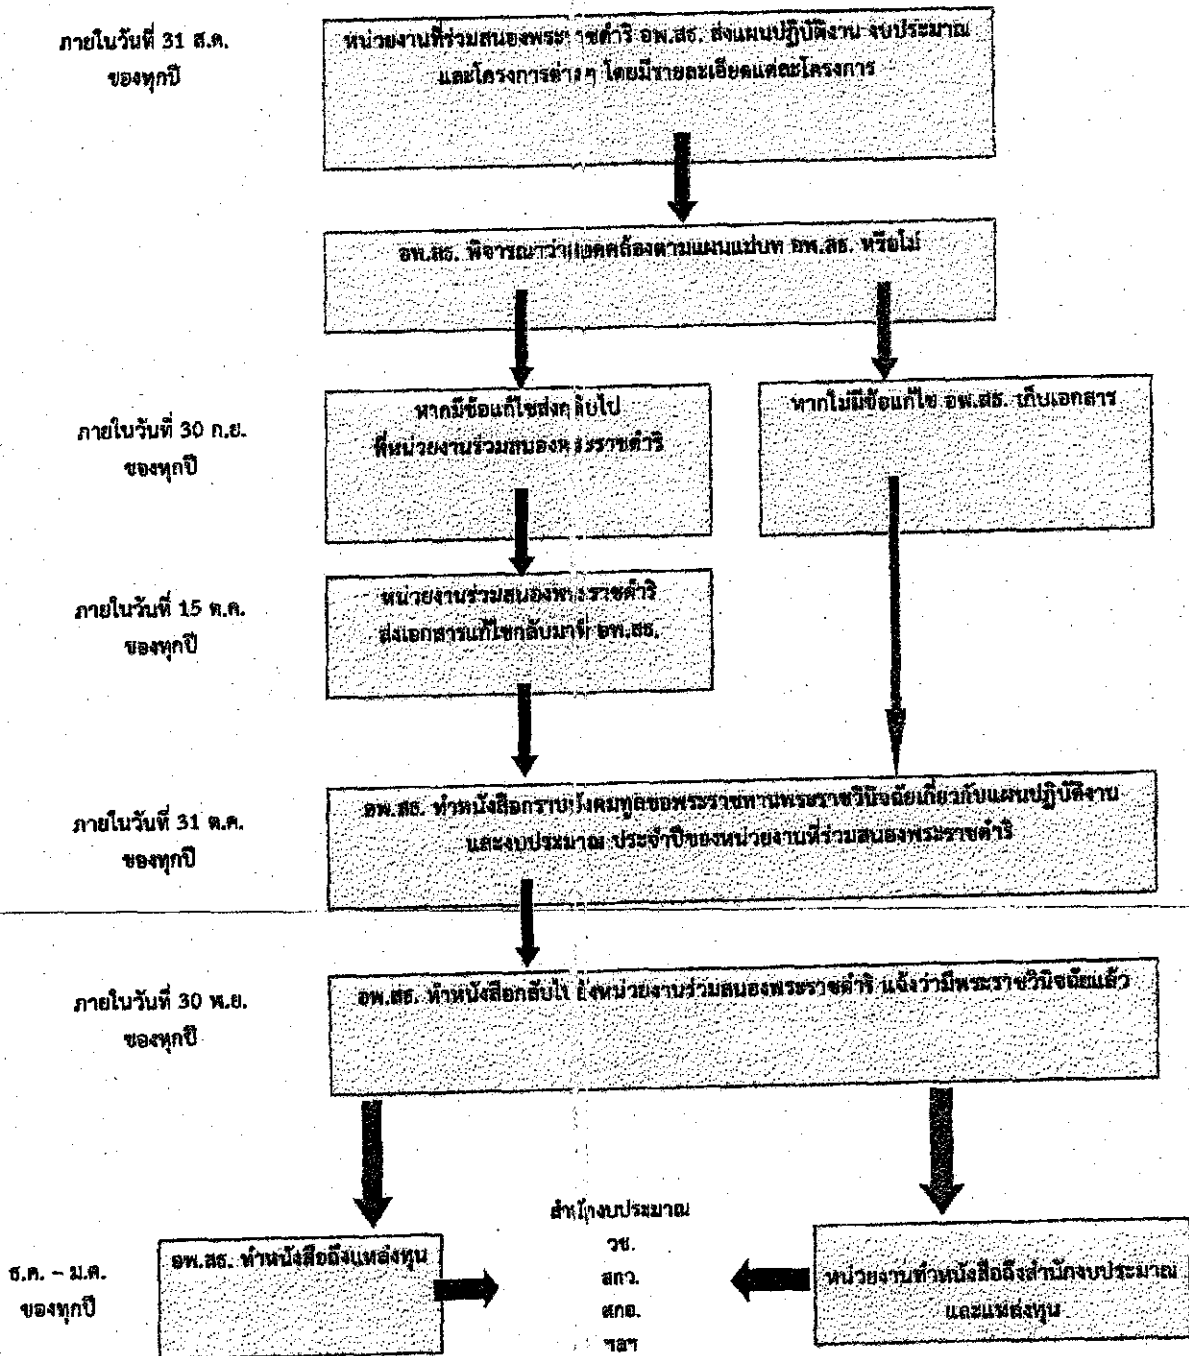 ภายในวันที่ 31 ส.ค.
ของทุกปี
หน่วยงานที่ร่วมสนองพระราชดำริ อพ.สธ. ส่งแผนปฏิบัติงาน งบประมาณ
และโครงการต่างๆ โดยมีรายละเอียดแต่ละโครงการ
อพ.สธ. พิจารณาว่าสอดคล้องตามแผนแม่บท อพ.สธ. หรือไม่
ภายในวันที่ 30 ก.ย.
ของทุกปี
หากมีข้อแก้ไขส่งกลับไป
ที่หน่วยงานร่วมสนองพระราชดำริ
หากไม่มีข้อแก้ไข อพ.สธ. เก็บเอกสาร
ภายในวันที่ 15 ต.ค.
ของทุกปี
หน่วยงานร่วมสนองพระราชดำริ
ส่งเอกสารแก้ไขกลับมาที่ อพ.สธ.
ภายในวันที่ 31 ต.ค.
ของทุกปี
อพ.สธ. ทำหนังสือกราบบังคมทูลขอพระราชทานพระราชวินิจฉัยเกี่ยวกับแผนปฏิบัติงาน
และงบประมาณ ประจำปีของหน่วยงานที่ร่วมสนองพระราชดำริ
ภายในวันที่ 30 พ.ย.
ของทุกปี
อพ.สธ. ทำหนังสือกลับไปยังหน่วยงานร่วมสนองพระราชดำริ แจ้งว่ามีพระราชวินิจฉัยแล้ว
ธ.ค. – ม.ค.
ของทุกปี
อพ.สธ. ทำหนังสือถึงแหล่งทุน
สำนักงบประมาณ
วช.
สกว.
สกอ.
ฯลฯ
หน่วยงานทำหนังสือถึงสำนักงบประมาณ
และแหล่งทุน